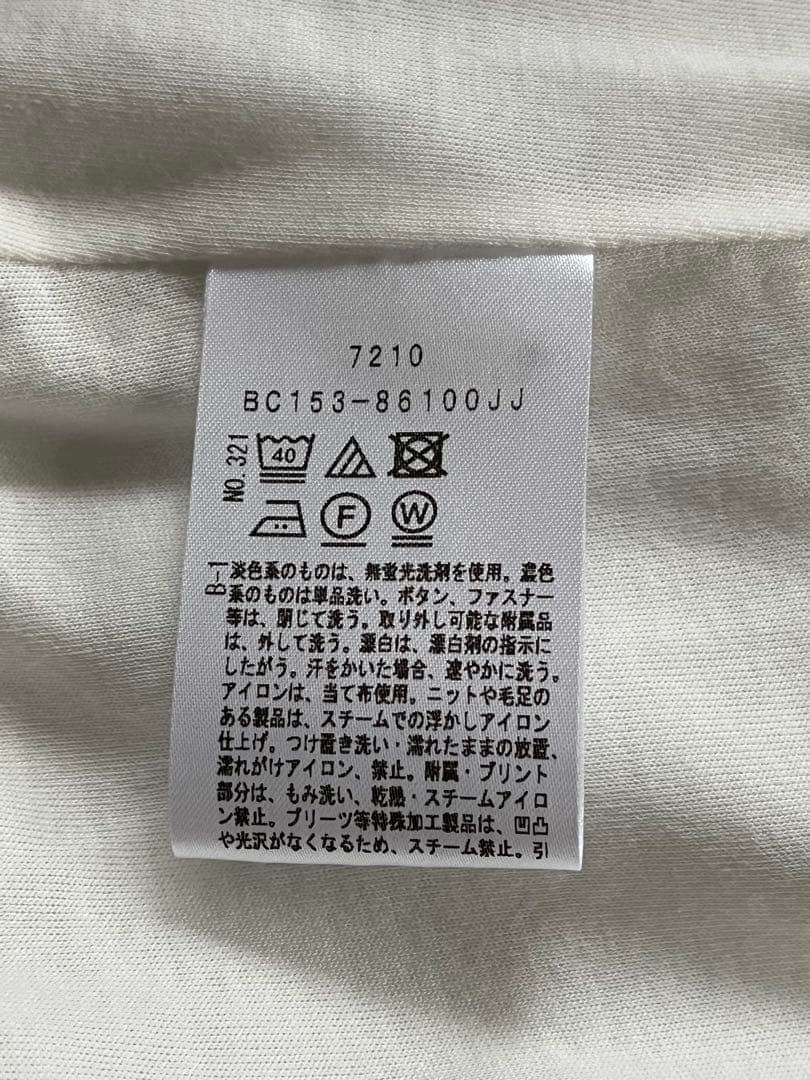 7210
BC153-86100JJ
NO.321
40
F W
B-1
淡色系のものは、無蛍光洗剤を使用。濃色
系のものは単品洗い。ボタン、ファスナー
等は、閉じて洗う。取り外し可能な附属品
は、外して洗う。漂白は、漂白剤の指示に
したがう。汗をかいた場合、速やかに洗う。
アイロンは、当て布使用。ニットや毛足の
ある製品は、スチームでの浮かしアイロン
仕上げ。つけ置き洗い・濡れたままの放置、
濡れがけアイロン、禁止。附属・プリント
部分は、もみ洗い、乾熱・スチームアイロ
ン禁止。プリーツ等特殊加工製品は、凹凸
や光沢がなくなるため、スチーム禁止。引